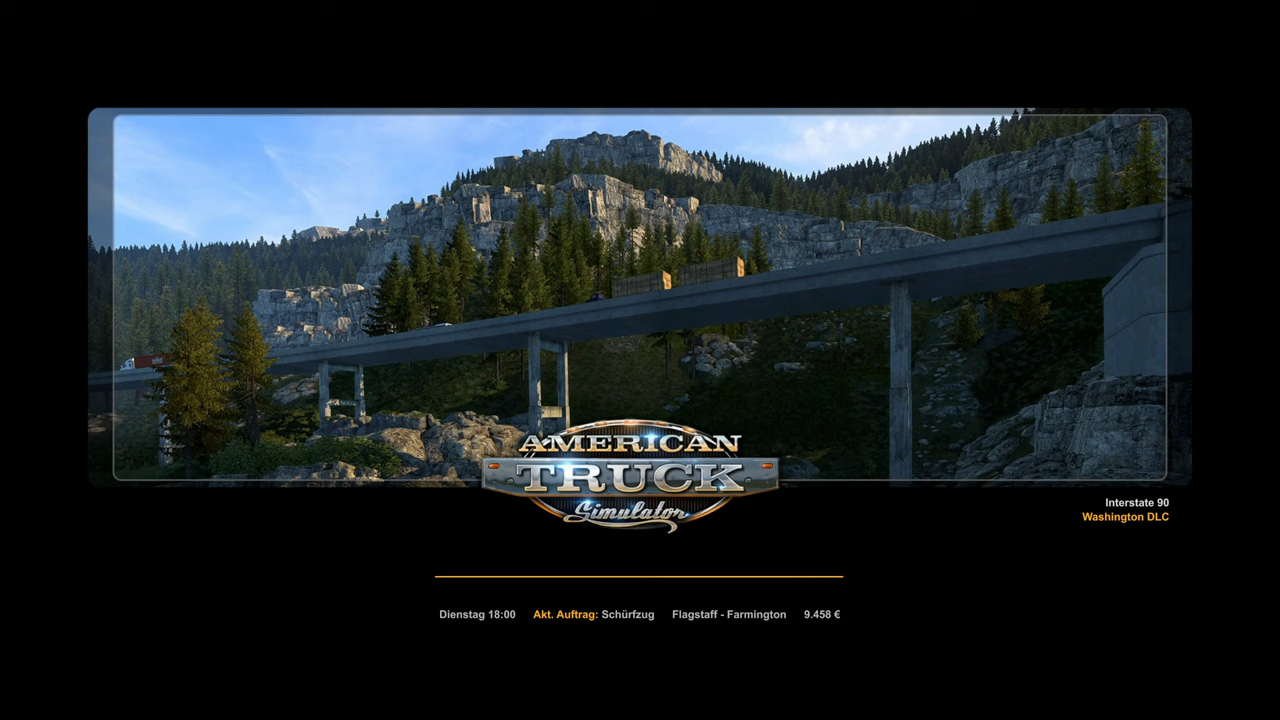 AMERICAN
TRUCK
Simulator
Interstate 90
Washington DLC
Dienstag 18:00 Akt. Auftrag: Schürfzug Flagstaff - Farmington 9.458 €